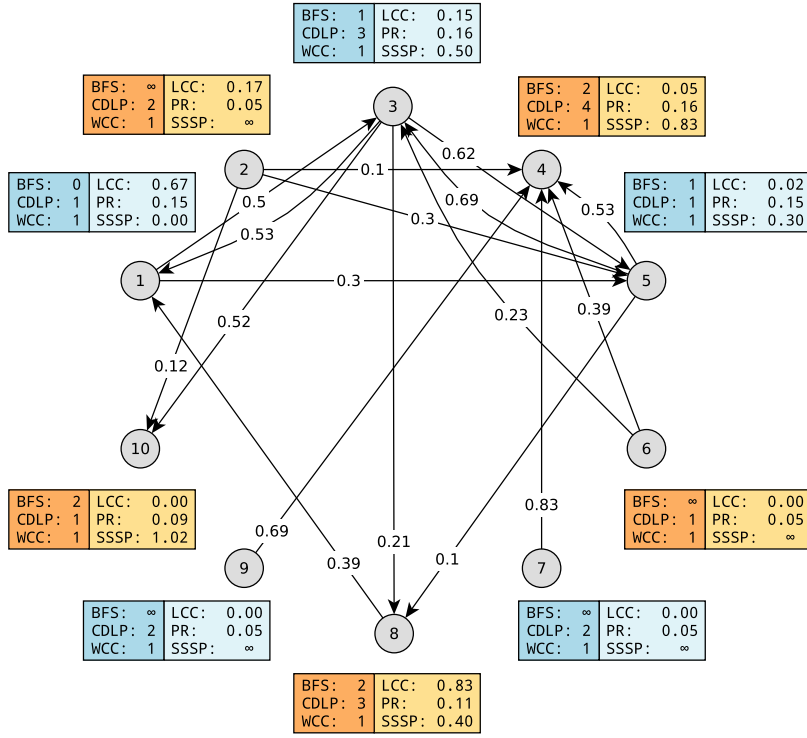 BFS: 1 LCC: 0.15
CDLP: 3 PR: 0.16
WCC: 1 SSSP: 0.50
BFS: ∞ LCC: 0.17
CDLP: 2 PR: 0.05
WCC: 1 SSSP: ∞
BFS: 2 LCC: 0.05
CDLP: 4 PR: 0.16
WCC: 1 SSSP: 0.83
3
0.62
2
0.1
4
BFS: 0 LCC: 0.67
CDLP: 1 PR: 0.15
WCC: 1 SSSP: 0.00
BFS: 1 LCC: 0.02
CDLP: 1 PR: 0.15
WCC: 1 SSSP: 0.30
0.5
0.69
0.53
0.3
0.53
1
0.3
5
0.52
0.23
0.39
0.12
10
6
BFS: 2 LCC: 0.00
CDLP: 1 PR: 0.09
WCC: 1 SSSP: 1.02
BFS: ∞ LCC: 0.00
CDLP: 1 PR: 0.05
WCC: 1 SSSP: ∞
0.69
0.83
0.21
0.39
0.1
9
7
BFS: ∞ LCC: 0.00
CDLP: 2 PR: 0.05
WCC: 1 SSSP: ∞
8
BFS: ∞ LCC: 0.00
CDLP: 2 PR: 0.05
WCC: 1 SSSP: ∞
BFS: 2 LCC: 0.83
CDLP: 3 PR: 0.11
WCC: 1 SSSP: 0.40